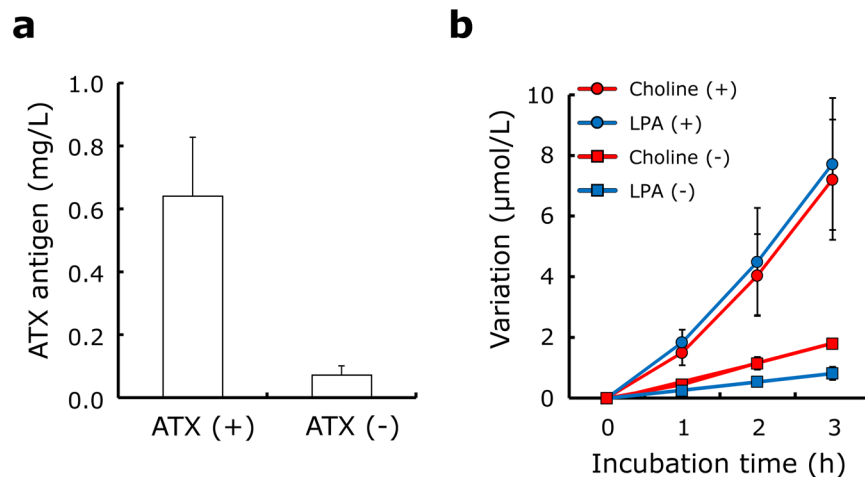 a
ATX antigen (mg/L)
1.0
0.8
0.6
0.4
0.2
0.0
ATX (+) ATX (-)
b
Choline (+)
LPA (+)
Choline (-)
LPA (-)
Variation (μmol/L)
10
8
6
4
2
0
0 1 2 3
Incubation time (h)